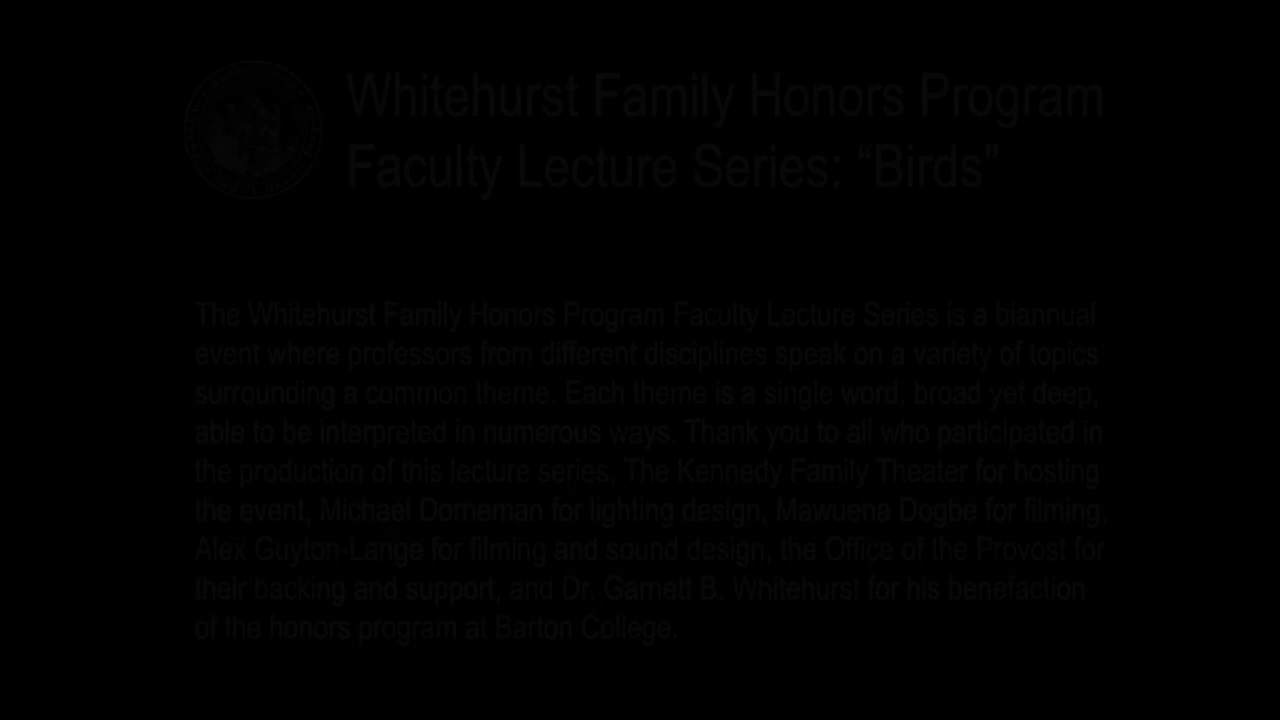 Whitehurst Family Honors Program
Faculty Lecture Series: “Birds”
The Whitehurst Family Honors Program Faculty Lecture Series is a biannual
event where professors from different disciplines speak on a variety of topics
surrounding a common theme. Each theme is a single word, broad yet deep,
able to be interpreted in numerous ways. Thank you to all who participated in
the production of this lecture series, The Kennedy Family Theater for hosting
the event, Michael Dorneman for lighting design, Mawuena Dogbe for filming,
Alex Guyton-Lange for filming and sound design, the Office of the Provost for
their backing and support, and Dr. Garnett B. Whitehurst for his benefaction
of the honors program at Barton College.